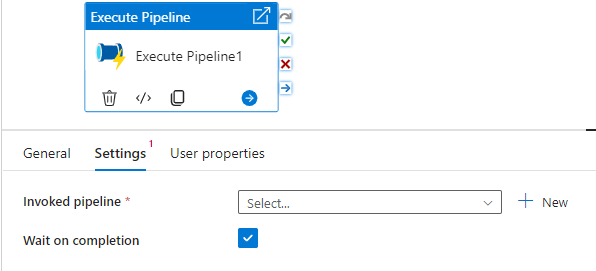 Execute Pipeline
Execute Pipeline1
</>
General
Settings 1
User properties
Invoked pipeline *
Select...
+ New
Wait on completion